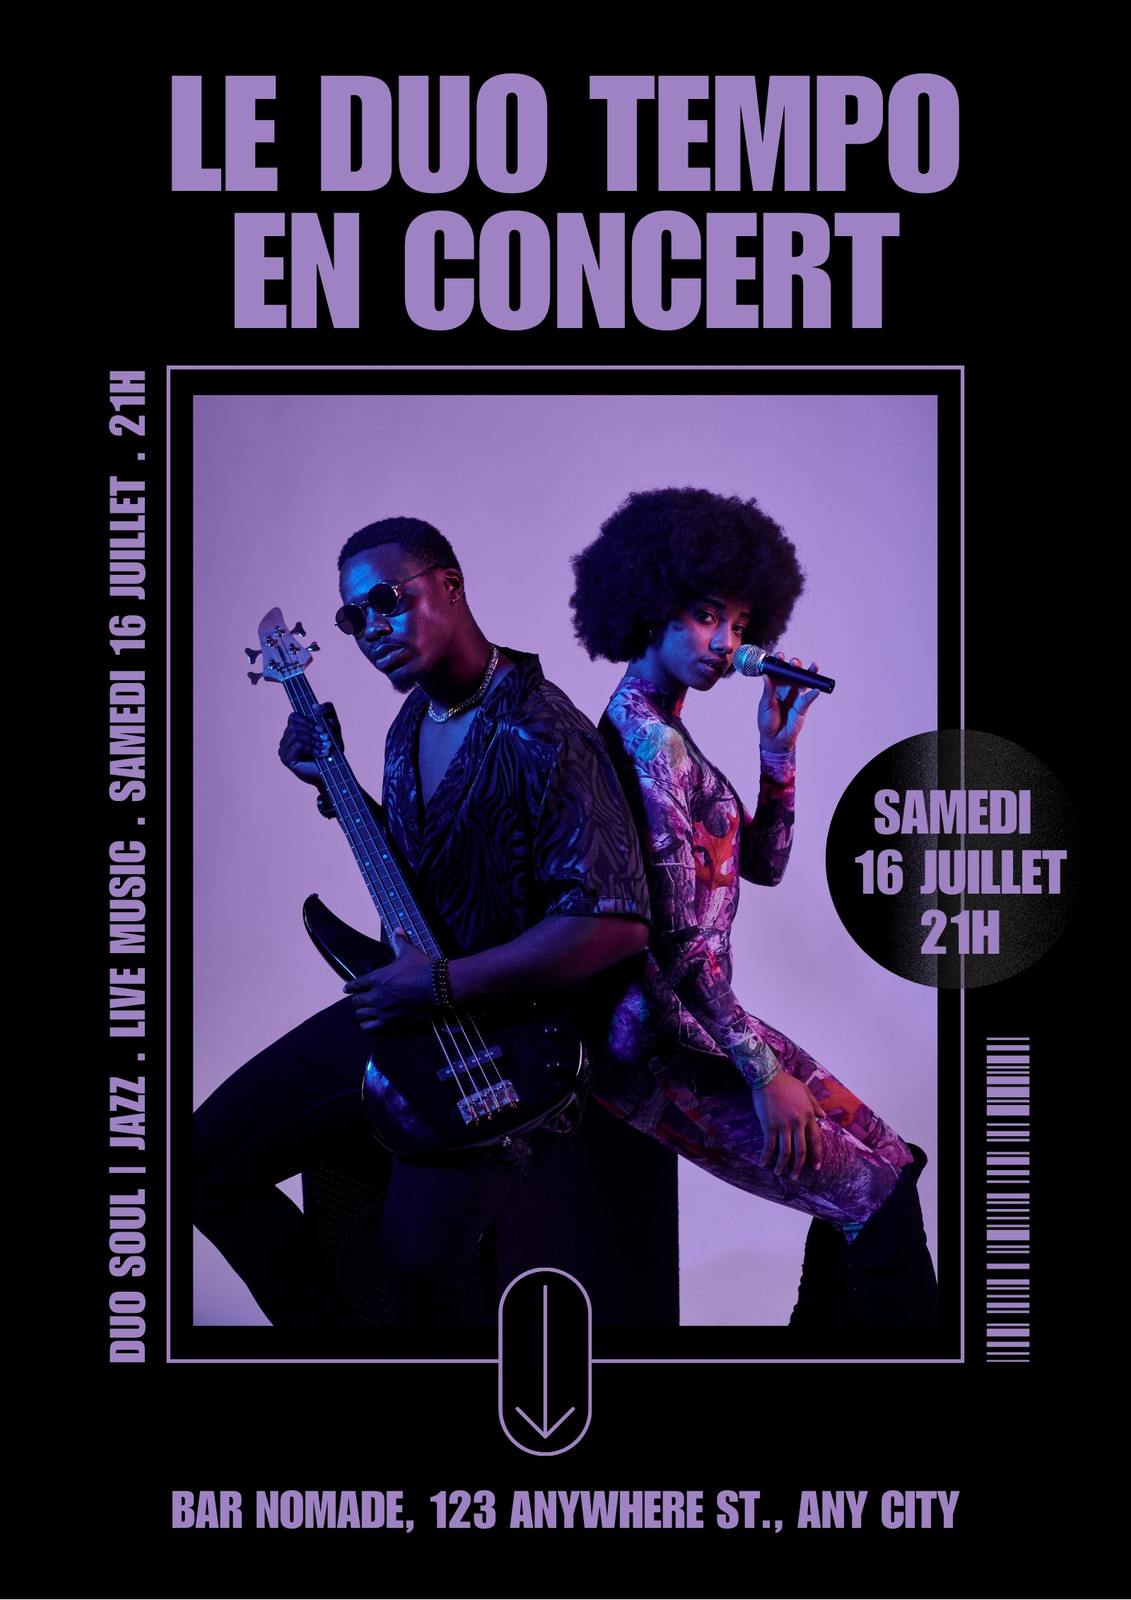 LE DUO TEMPO
EN CONCERT
DUO SOUL | JAZZ . LIVE MUSIC . SAMEDI 16 JUILLET . 21H
SAMEDI
16 JUILLET
21H
BAR NOMADE, 123 ANYWHERE ST., ANY CITY